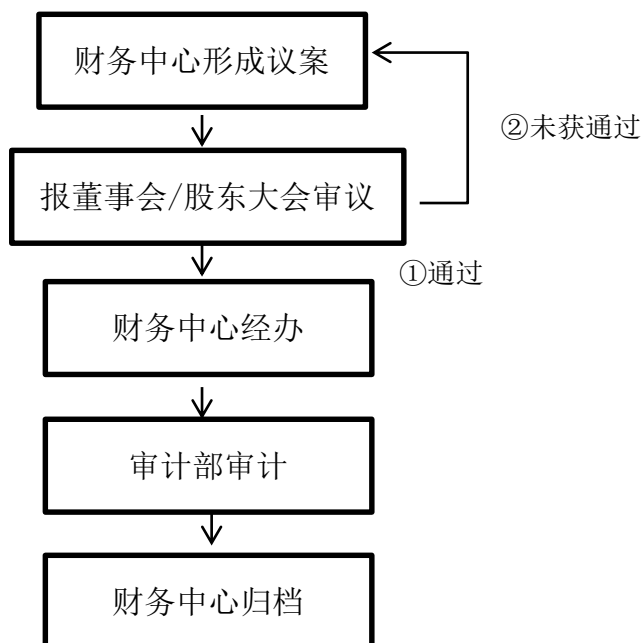 财务中心形成议案
②未获通过
报董事会/股东大会审议
①通过
财务中心经办
审计部审计
财务中心归档